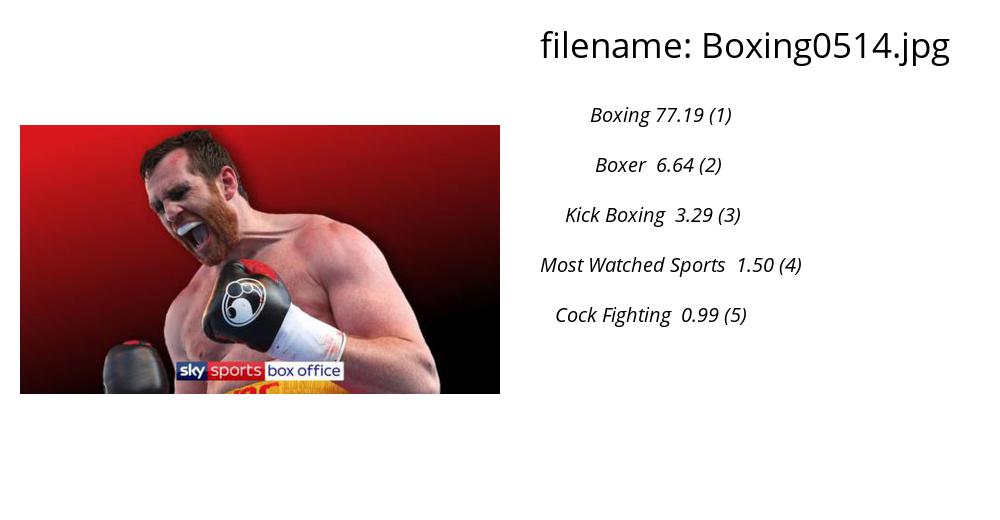 filename: Boxing0514.jpg
Boxing 77.19 (1)
Boxer 6.64 (2)
Kick Boxing 3.29 (3)
Most Watched Sports 1.50 (4)
Cock Fighting 0.99 (5)
sky sports box office